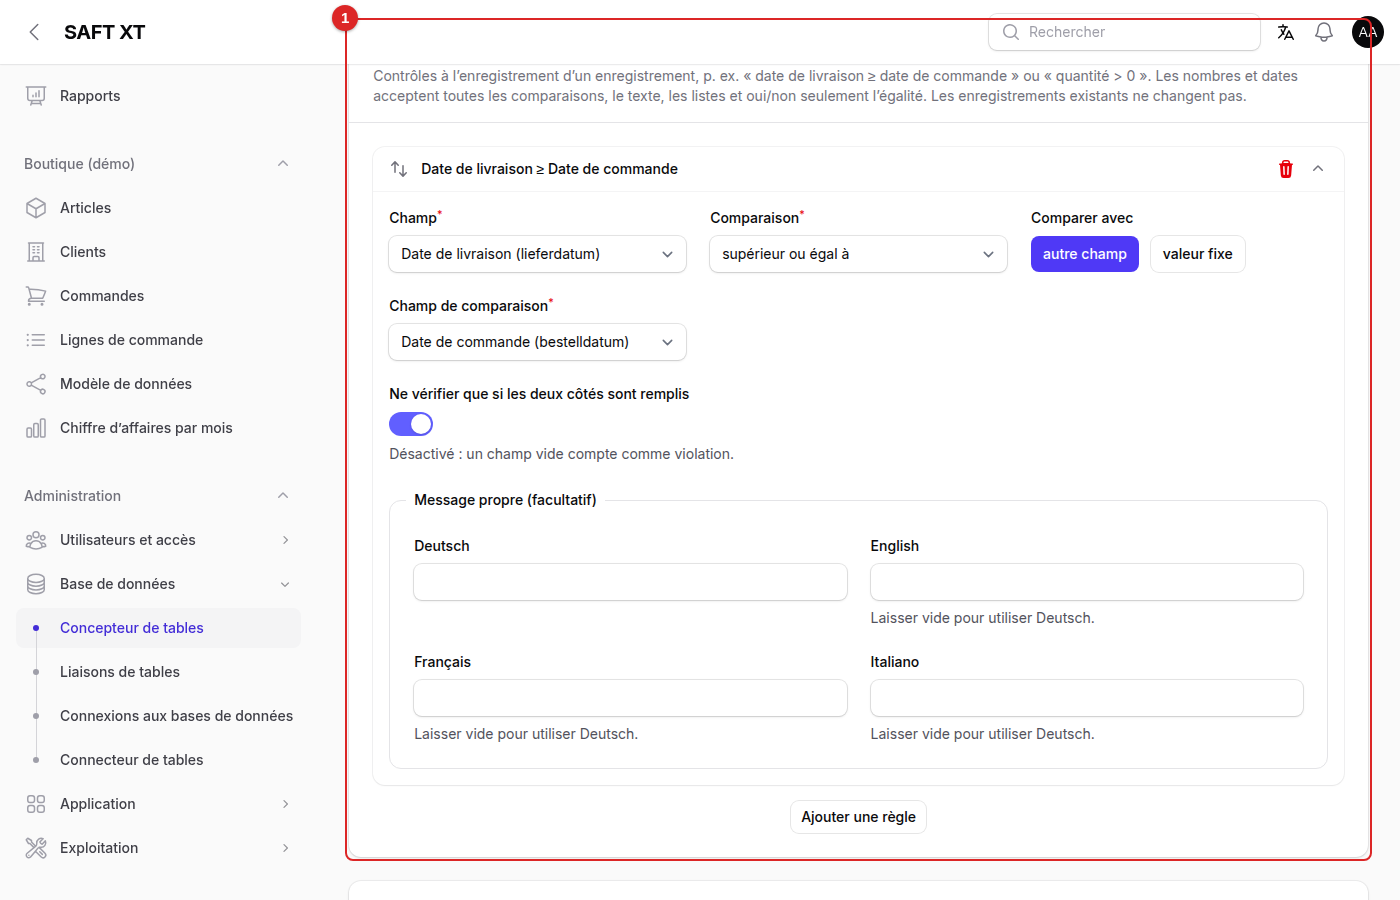 SAFT XT
1
Rechercher
AA
Rapports
Boutique (démo)
Articles
Clients
Commandes
Lignes de commande
Modèle de données
Chiffre d’affaires par mois
Administration
Utilisateurs et accès
Base de données
Concepteur de tables
Liaisons de tables
Connexions aux bases de données
Connecteur de tables
Application
Exploitation
Contrôles à l’enregistrement d’un enregistrement, p. ex. « date de livraison ≥ date de commande » ou « quantité > 0 ». Les nombres et dates
acceptent toutes les comparaisons, le texte, les listes et oui/non seulement l’égalité. Les enregistrements existants ne changent pas.
Date de livraison ≥ Date de commande
Champ*
Comparaison*
Comparer avec
Date de livraison (lieferdatum)
supérieur ou égal à
autre champ
valeur fixe
Champ de comparaison*
Date de commande (bestelldatum)
Ne vérifier que si les deux côtés sont remplis
Désactivé : un champ vide compte comme violation.
Message propre (facultatif)
Deutsch
English
Laisser vide pour utiliser Deutsch.
Français
Italiano
Laisser vide pour utiliser Deutsch.
Laisser vide pour utiliser Deutsch.
Ajouter une règle